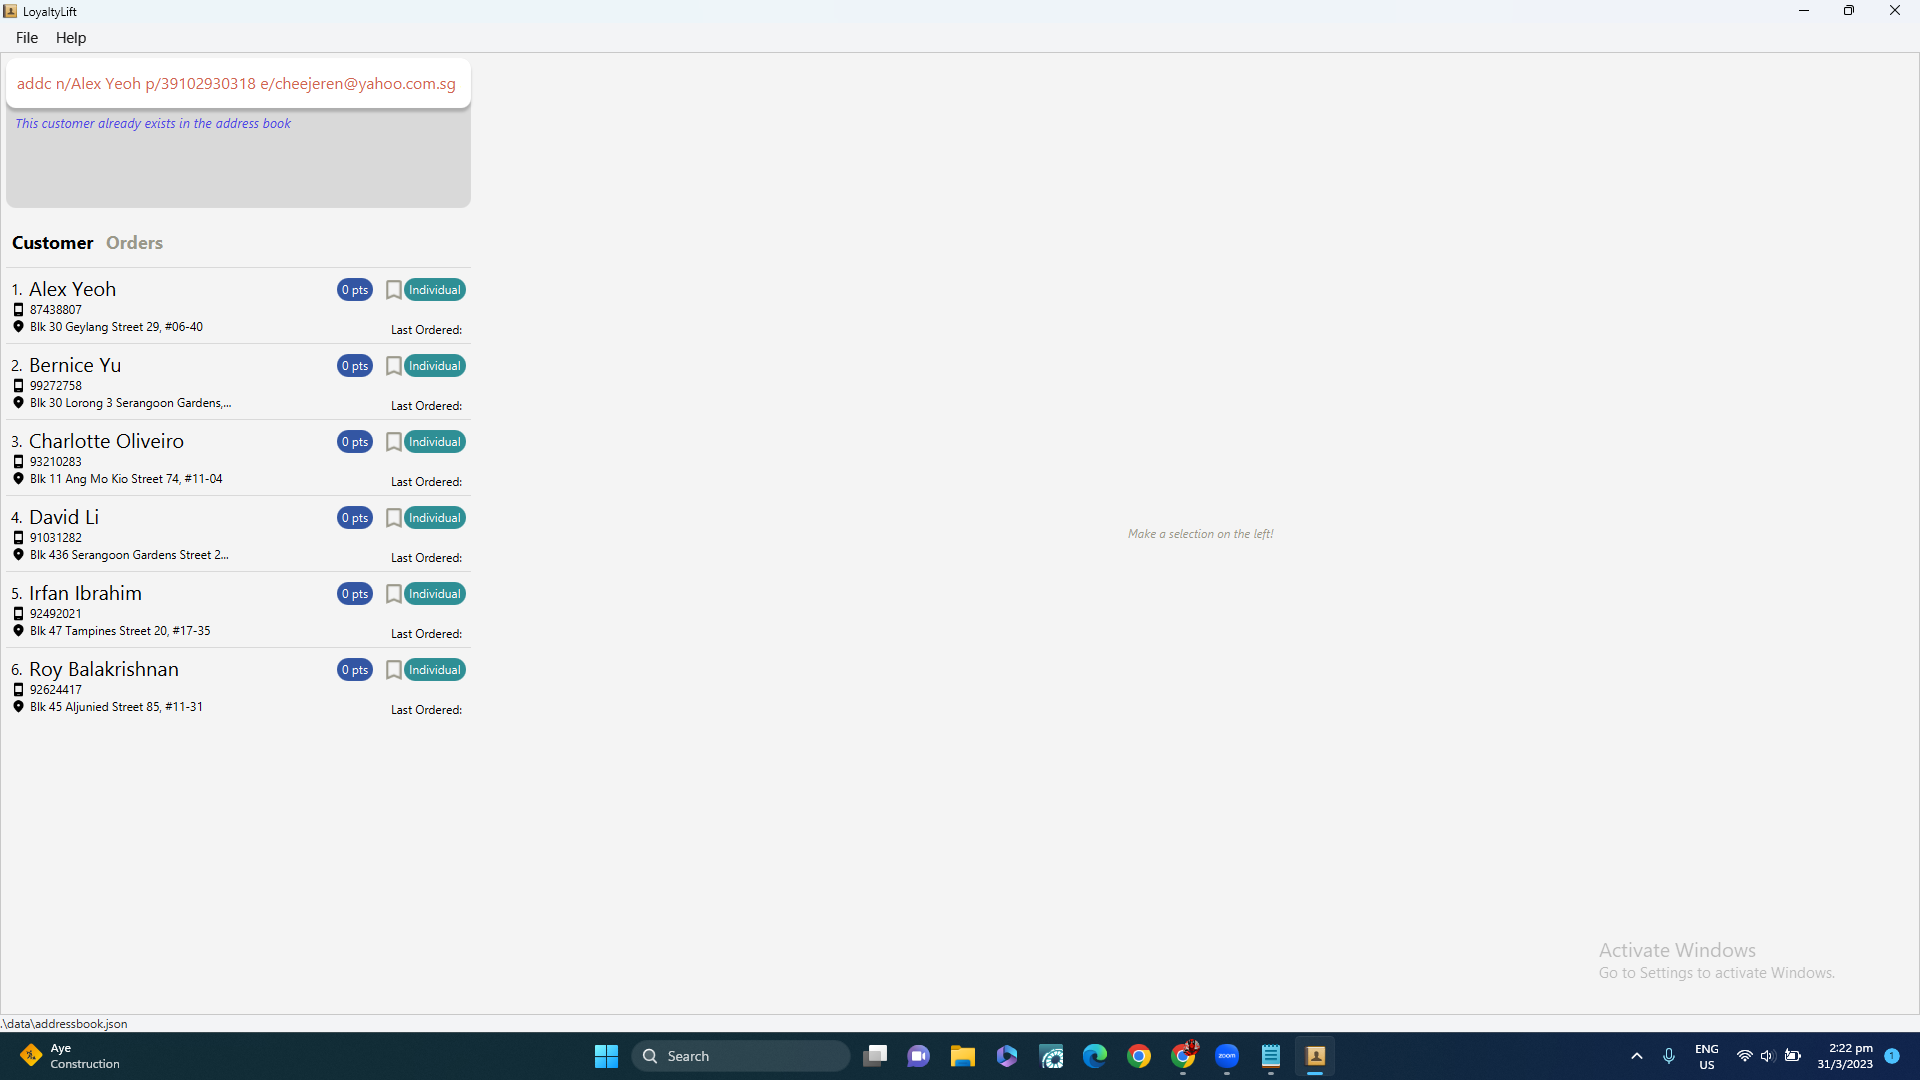 LoyaltyLift
File Help
addc n/Alex Yeoh p/39102930318 e/cheejeren@yahoo.com.sg
This customer already exists in the address book
Customer Orders
1. Alex Yeoh 0 pts Individual
87438807
Blk 30 Geylang Street 29, #06-40
Last Ordered:
2. Bernice Yu 0 pts Individual
99272758
Blk 30 Lorong 3 Serangoon Gardens,...
Last Ordered:
3. Charlotte Oliveiro 0 pts Individual
93210283
Blk 11 Ang Mo Kio Street 74, #11-04
Last Ordered:
4. David Li 0 pts Individual
91031282
Blk 436 Serangoon Gardens Street 2...
Last Ordered:
5. Irfan Ibrahim 0 pts Individual
92492021
Blk 47 Tampines Street 20, #17-35
Last Ordered:
6. Roy Balakrishnan 0 pts Individual
92624417
Blk 45 Aljunied Street 85, #11-31
Last Ordered:
Make a selection on the left!
Activate Windows
Go to Settings to activate Windows.
.\data\addressbook.json
Aye
Construction
Search
zoom
ENG
US
2:22 pm
31/3/2023
1